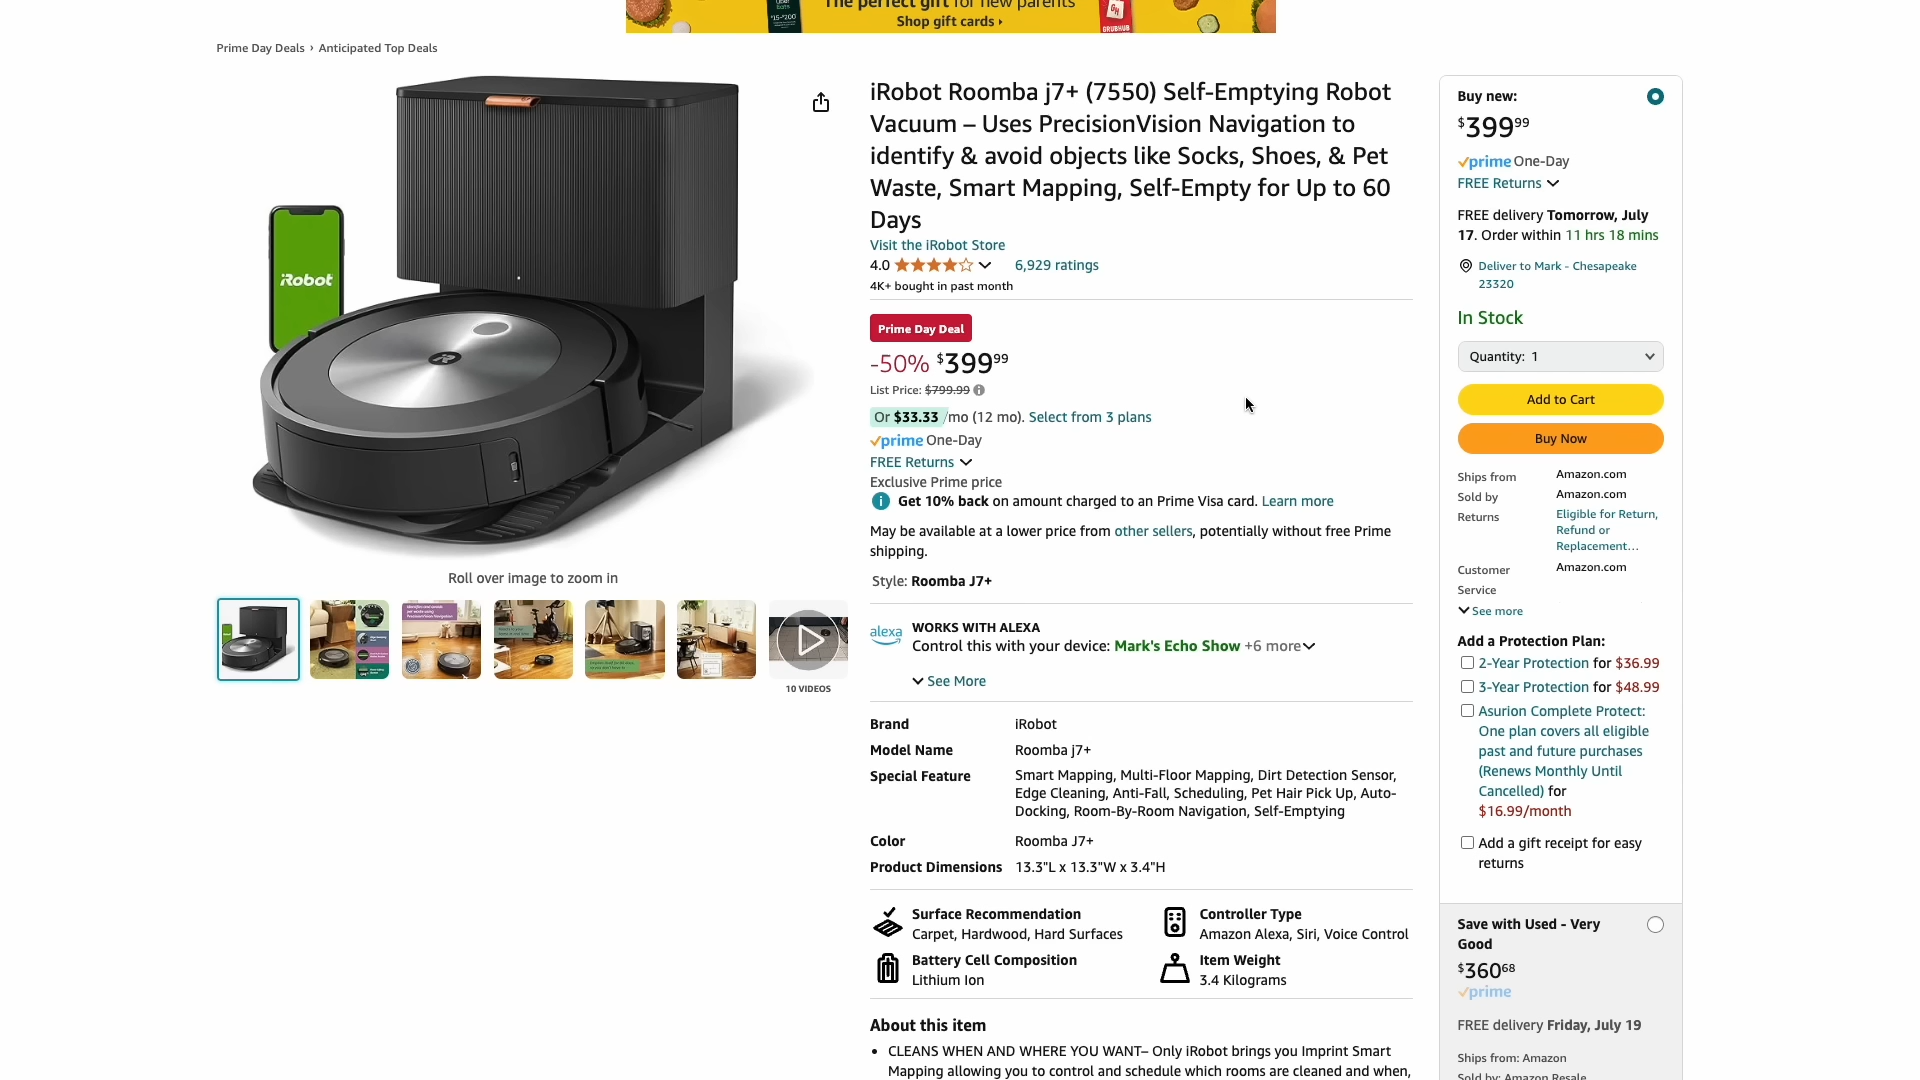 The perfect gift for new parents
Shop gift cards ›
$15-$200
GRUBHUB
Prime Day Deals › Anticipated Top Deals
iRobot
iRobot Roomba j7+ (7550) Self-Emptying Robot
Vacuum – Uses PrecisionVision Navigation to
identify & avoid objects like Socks, Shoes, & Pet
Waste, Smart Mapping, Self-Empty for Up to 60
Days
Visit the iRobot Store
4.0 6,929 ratings
4K+ bought in past month
Prime Day Deal
-50% $399.99
List Price: $799.99
Or $33.33 /mo (12 mo). Select from 3 plans
prime One-Day
FREE Returns
Exclusive Prime price
Get 10% back on amount charged to an Prime Visa card. Learn more
May be available at a lower price from other sellers, potentially without free Prime
shipping.
Style: Roomba J7+
Roll over image to zoom in
10 VIDEOS
alexa
WORKS WITH ALEXA
Control this with your device: Mark's Echo Show +6 more
See More
Brand iRobot
Model Name Roomba j7+
Special Feature Smart Mapping, Multi-Floor Mapping, Dirt Detection Sensor,
Edge Cleaning, Anti-Fall, Scheduling, Pet Hair Pick Up, Auto-
Docking, Room-By-Room Navigation, Self-Emptying
Color Roomba J7+
Product Dimensions 13.3"L x 13.3"W x 3.4"H
Surface Recommendation
Carpet, Hardwood, Hard Surfaces
Controller Type
Amazon Alexa, Siri, Voice Control
Battery Cell Composition
Lithium Ion
Item Weight
3.4 Kilograms
About this item
• CLEANS WHEN AND WHERE YOU WANT– Only iRobot brings you Imprint Smart
Mapping allowing you to control and schedule which rooms are cleaned and when,
Buy new:
$399.99
prime One-Day
FREE Returns
FREE delivery Tomorrow, July
17. Order within 11 hrs 18 mins
Deliver to Mark - Chesapeake
23320
In Stock
Quantity: 1
Add to Cart
Buy Now
Ships from Amazon.com
Sold by Amazon.com
Returns Eligible for Return,
Refund or
Replacement…
Customer Amazon.com
Service
See more
Add a Protection Plan:
2-Year Protection for $36.99
3-Year Protection for $48.99
Asurion Complete Protect:
One plan covers all eligible
past and future purchases
(Renews Monthly Until
Cancelled) for
$16.99/month
Add a gift receipt for easy
returns
Save with Used - Very
Good
$360.68
prime
FREE delivery Friday, July 19
Ships from: Amazon
Sold by: Amazon Resale